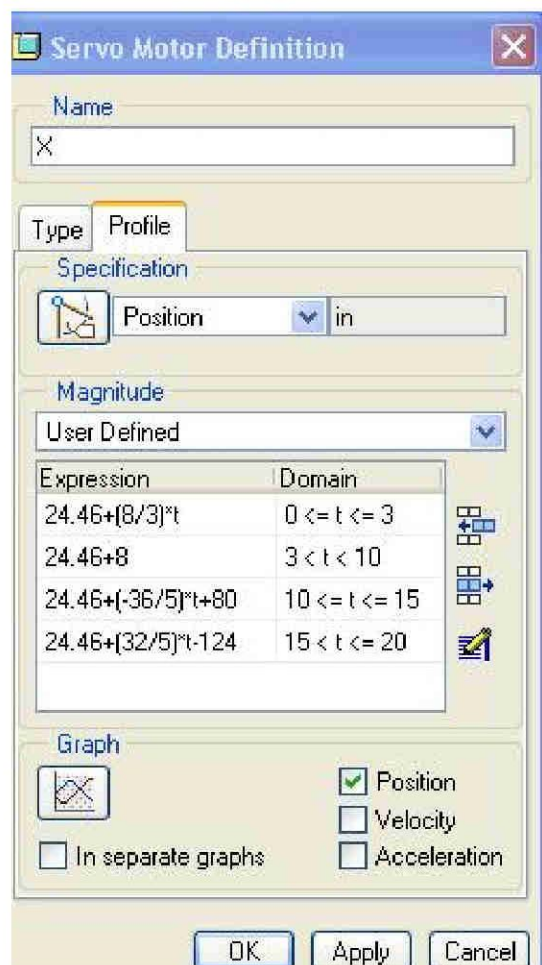 Servo Motor Definition
Name
X
Type Profile
Specification
Position in
Magnitude
User Defined
Expression Domain
24.46+(8/3)*t 0 <= t <= 3
24.46+8 3 < t < 10
24.46+(-36/5)*t+80 10 <= t <= 15
24.46+(32/5)*t-124 15 < t <= 20
Graph
Position
Velocity
In separate graphs Acceleration
OK Apply Cancel